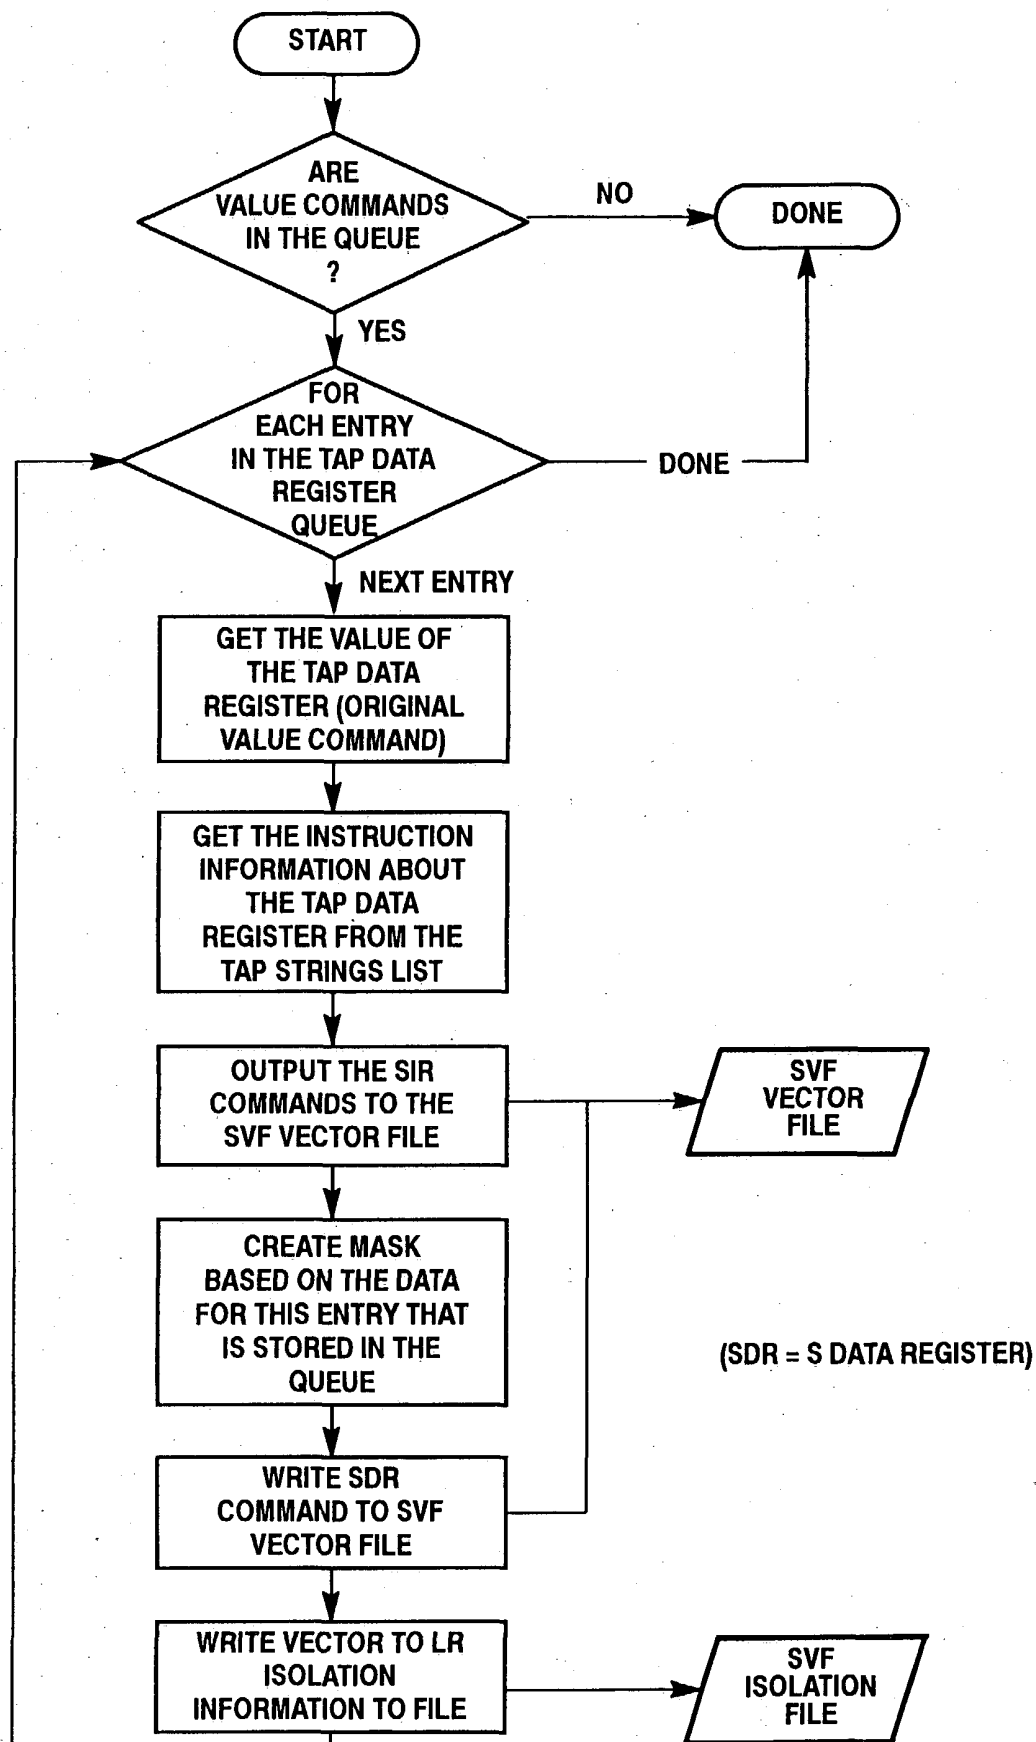 START
ARE
VALUE COMMANDS
IN THE QUEUE
?
NO
DONE
YES
FOR
EACH ENTRY
IN THE TAP DATA
REGISTER
QUEUE
DONE
NEXT ENTRY
GET THE VALUE OF
THE TAP DATA
REGISTER (ORIGINAL
VALUE COMMAND)
GET THE INSTRUCTION
INFORMATION ABOUT
THE TAP DATA
REGISTER FROM THE
TAP STRINGS LIST
OUTPUT THE SIR
COMMANDS TO THE
SVF VECTOR FILE
SVF
VECTOR
FILE
CREATE MASK
BASED ON THE DATA
FOR THIS ENTRY THAT
IS STORED IN THE
QUEUE
(SDR = S DATA REGISTER)
WRITE SDR
COMMAND TO SVF
VECTOR FILE
WRITE VECTOR TO LR
ISOLATION
INFORMATION TO FILE
SVF
ISOLATION
FILE